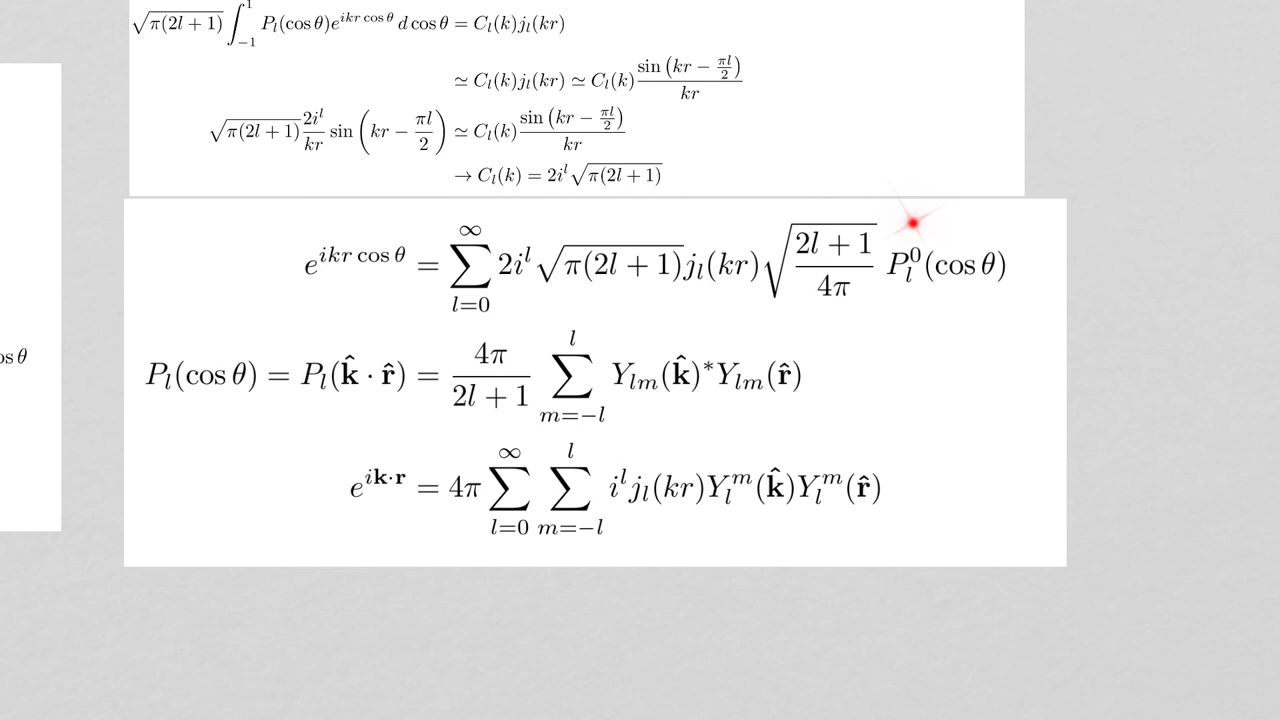 \sqrt{\pi(2l+1)} \int_{-1}^{1} P_l(\cos\theta) e^{ikr\cos\theta} \, d\cos\theta = C_l(k) j_l(kr)
\simeq C_l(k) j_l(kr) \simeq C_l(k) \frac{\sin\left(kr - \frac{\pi l}{2}\right)}{kr}
\sqrt{\pi(2l+1)} \frac{2i^l}{kr} \sin\left(kr - \frac{\pi l}{2}\right) \simeq C_l(k) \frac{\sin\left(kr - \frac{\pi l}{2}\right)}{kr}
\rightarrow C_l(k) = 2i^l \sqrt{\pi(2l+1)}
e^{ikr\cos\theta} = \sum_{l=0}^{\infty} 2i^l \sqrt{\pi(2l+1)} j_l(kr) \sqrt{\frac{2l+1}{4\pi}} P_l^0(\cos\theta)
os θ
P_l(\cos\theta) = P_l(\hat{\mathbf{k}} \cdot \hat{\mathbf{r}}) = \frac{4\pi}{2l+1} \sum_{m=-l}^{l} Y_{lm}(\hat{\mathbf{k}})^* Y_{lm}(\hat{\mathbf{r}})
e^{i\mathbf{k}\cdot\mathbf{r}} = 4\pi \sum_{l=0}^{\infty} \sum_{m=-l}^{l} i^l j_l(kr) Y_l^m(\hat{\mathbf{k}}) Y_l^m(\hat{\mathbf{r}})